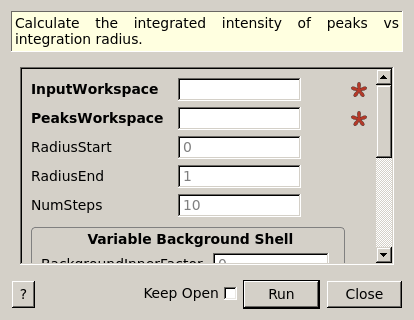 Calculate the integrated intensity of peaks vs
integration radius.
InputWorkspace
PeaksWorkspace
RadiusStart 0
RadiusEnd 1
NumSteps 10
Variable Background Shell
BackgroundInnerFactor 0
? Keep Open Run Close